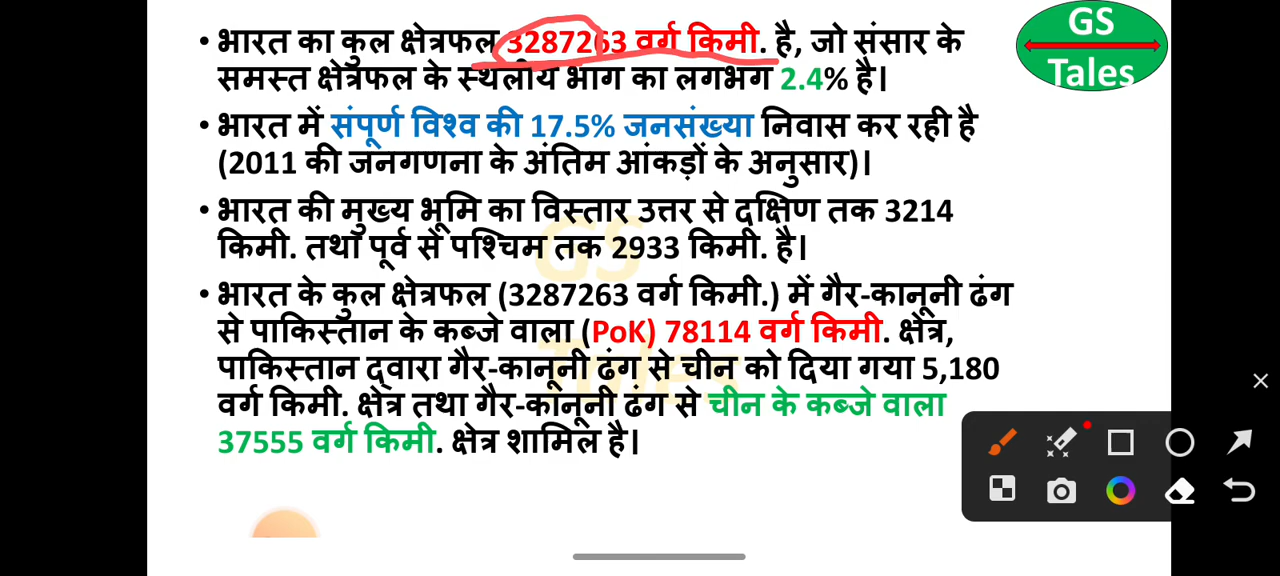 • भारत का कुल क्षेत्रफल 3287263 वर्ग किमी. है, जो संसार के
समस्त क्षेत्रफल के स्थलीय भाग का लगभग 2.4% है।
• भारत में संपूर्ण विश्व की 17.5% जनसंख्या निवास कर रही है
(2011 की जनगणना के अंतिम आंकड़ों के अनुसार)।
• भारत की मुख्य भूमि का विस्तार उत्तर से दक्षिण तक 3214
किमी. तथा पूर्व से पश्चिम तक 2933 किमी. है।
• भारत के कुल क्षेत्रफल (3287263 वर्ग किमी.) में गैर-कानूनी ढंग
से पाकिस्तान के कब्जे वाला (PoK) 78114 वर्ग किमी. क्षेत्र,
पाकिस्तान द्वारा गैर-कानूनी ढंग से चीन को दिया गया 5,180
वर्ग किमी. क्षेत्र तथा गैर-कानूनी ढंग से चीन के कब्जे वाला
37555 वर्ग किमी. क्षेत्र शामिल है।
GS
Tales
GS
Tales